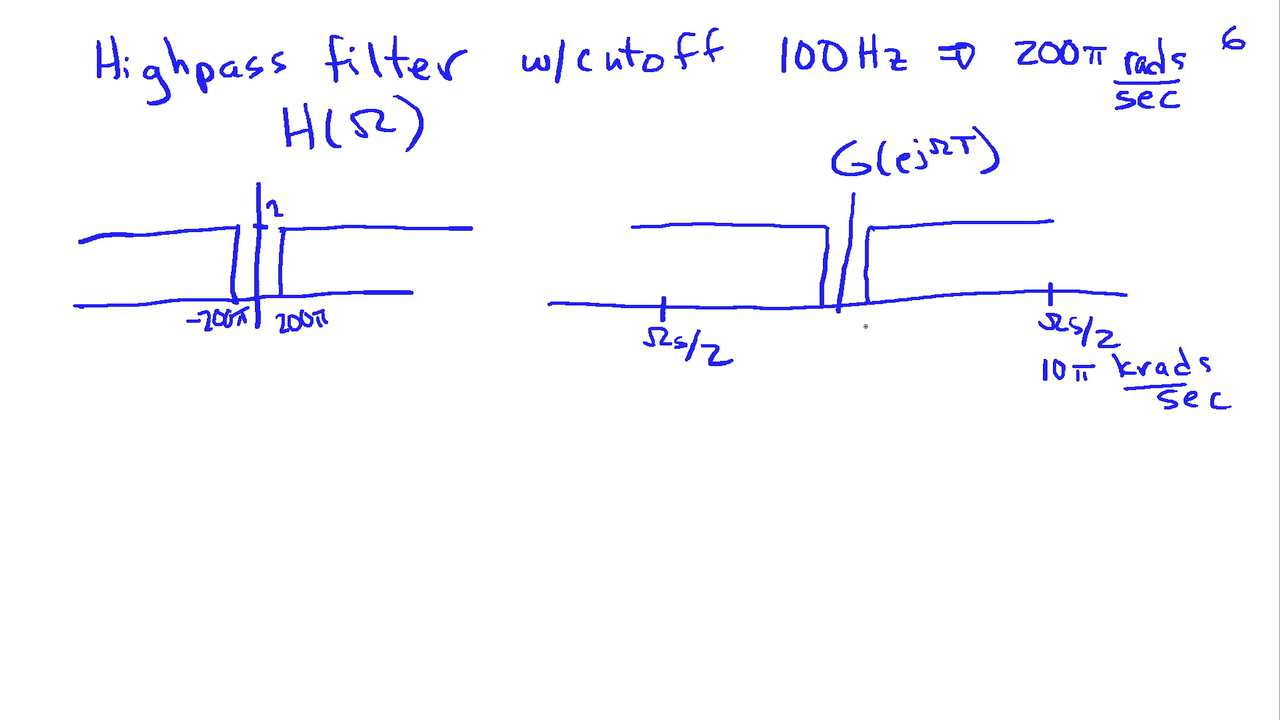 Highpass filter w/cutoff 100Hz ⇒ 200π rads/sec 6
H(Ω)
G(e^jΩT)
1
-200π 200π
Ωs/2 Ωs/2
10π krads/sec